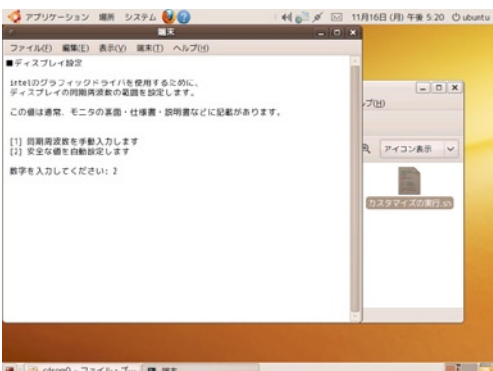 アプリケーション 場所 システム
11月16日(月) 午後 5:20 ubuntu
端末
ファイル(F) 編集(E) 表示(V) 端末(T) ヘルプ(H)
■ディスプレイ設定
intelのグラフィックドライバを使用するために、
ディスプレイの同期周波数の範囲を設定します。
この値は通常、モニタの裏面・仕様書・説明書などに記載があります。
[1] 同期周波数を手動入力します
[2] 安全な値を自動設定します
数字を入力してください: 2
プ(H)
アイコン表示
カスタマイズの実行.sh
cdrom0 - ファイル・ブ...
端末